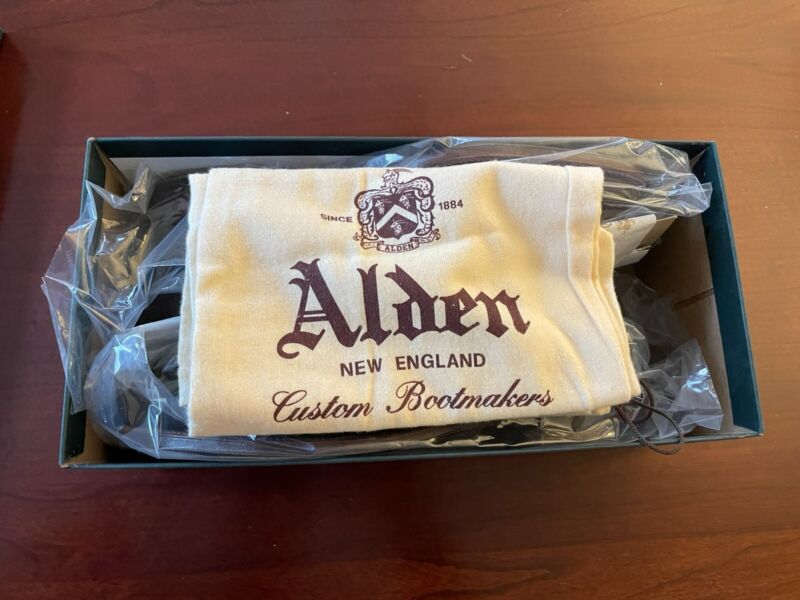 SINCE 1884
ALDEN
Alden
NEW ENGLAND
Custom Bootmakers